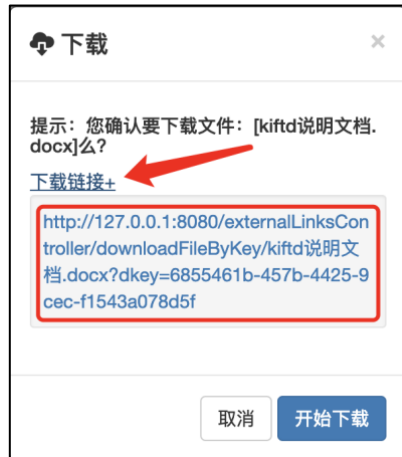 下载
×
提示：您确认要下载文件：[kiftd说明文档.
docx]么？
下载链接+
http://127.0.0.1:8080/externalLinksCon
troller/downloadFileByKey/kiftd说明文
档.docx?dkey=6855461b-457b-4425-9
cec-f1543a078d5f
取消
开始下载